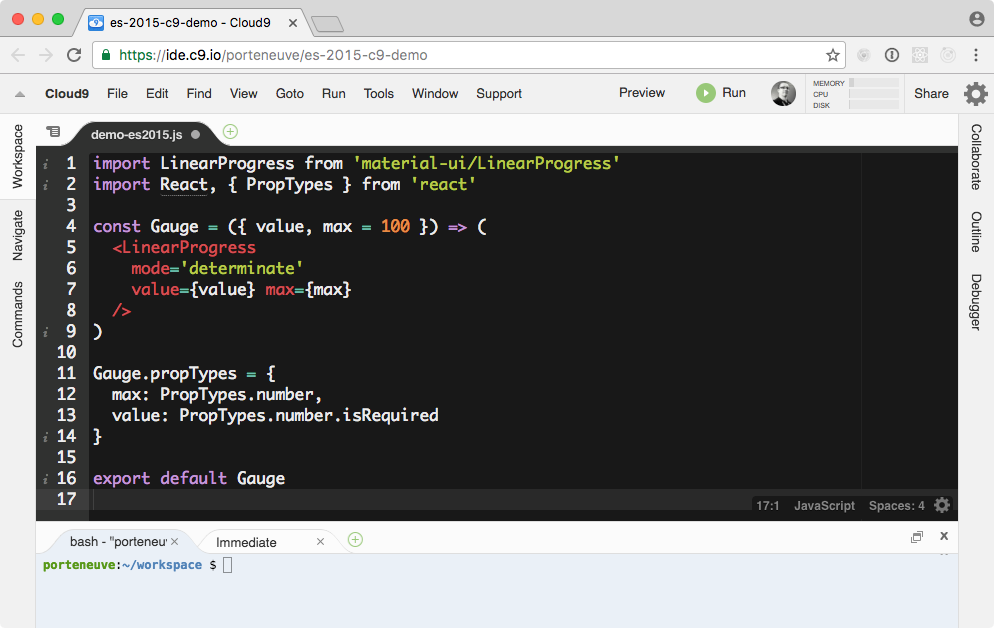 es-2015-c9-demo - Cloud9
https://ide.c9.io/porteneuve/es-2015-c9-demo
Cloud9 File Edit Find View Goto Run Tools Window Support Preview Run MEMORY CPU DISK Share
Workspace
Navigate
Commands
demo-es2015.js
1 import LinearProgress from 'material-ui/LinearProgress'
2 import React, { PropTypes } from 'react'
3
4 const Gauge = ({ value, max = 100 }) => (
5   <LinearProgress
6     mode='determinate'
7     value={value} max={max}
8   />
9 )
10
11 Gauge.propTypes = {
12   max: PropTypes.number,
13   value: PropTypes.number.isRequired
14 }
15
16 export default Gauge
17
17:1 JavaScript Spaces: 4
Collaborate
Outline
Debugger
bash - "porteneu Immediate
porteneuve:~/workspace $